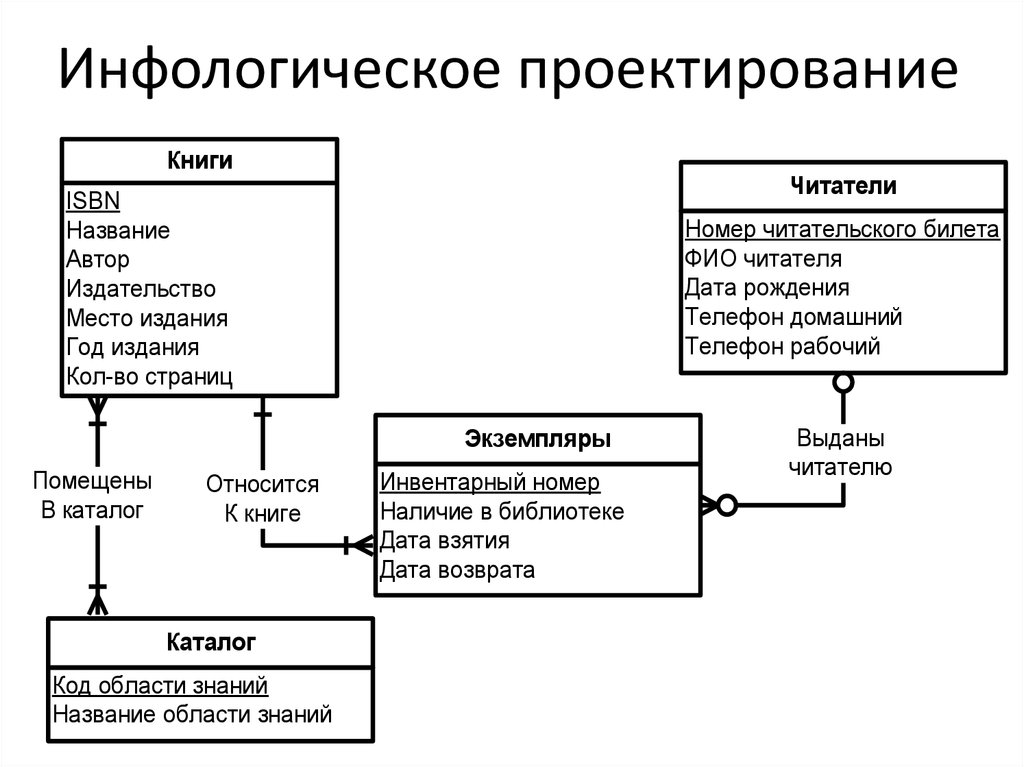 Инфологическое проектирование
Книги
ISBN
Название
Автор
Издательство
Место издания
Год издания
Кол-во страниц
Читатели
Номер читательского билета
ФИО читателя
Дата рождения
Телефон домашний
Телефон рабочий
Помещены
В каталог
Относится
К книге
Экземпляры
Инвентарный номер
Наличие в библиотеке
Дата взятия
Дата возврата
Выданы
читателю
Каталог
Код области знаний
Название области знаний